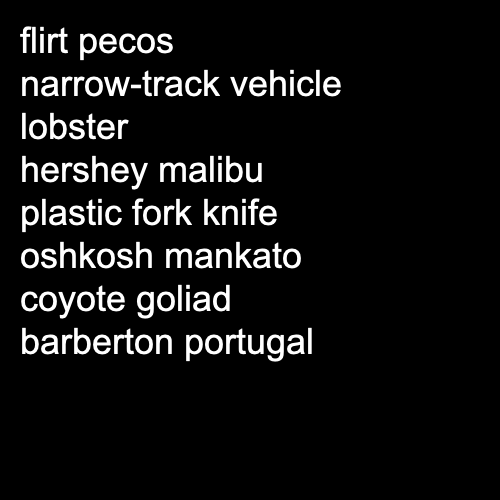 flirt pecos
narrow-track vehicle
lobster
hershey malibu
plastic fork knife
oshkosh mankato
coyote goliad
barberton portugal